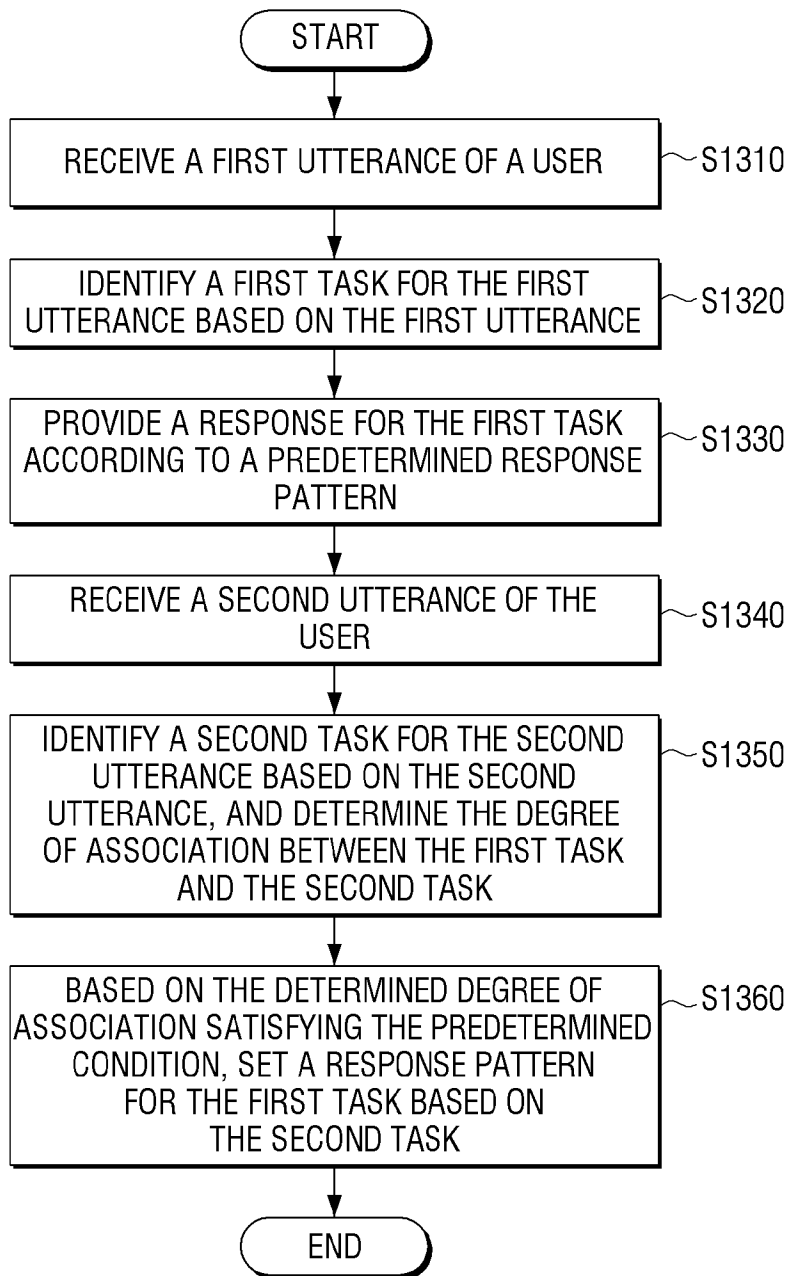 START
RECEIVE A FIRST UTTERANCE OF A USER
S1310
IDENTIFY A FIRST TASK FOR THE FIRST
UTTERANCE BASED ON THE FIRST UTTERANCE
S1320
PROVIDE A RESPONSE FOR THE FIRST TASK
ACCORDING TO A PREDETERMINED RESPONSE
PATTERN
S1330
RECEIVE A SECOND UTTERANCE OF THE
USER
S1340
IDENTIFY A SECOND TASK FOR THE SECOND
UTTERANCE BASED ON THE SECOND
UTTERANCE, AND DETERMINE THE DEGREE
OF ASSOCIATION BETWEEN THE FIRST TASK
AND THE SECOND TASK
S1350
BASED ON THE DETERMINED DEGREE OF
ASSOCIATION SATISFYING THE PREDETERMINED
CONDITION, SET A RESPONSE PATTERN
FOR THE FIRST TASK BASED ON
THE SECOND TASK
S1360
END